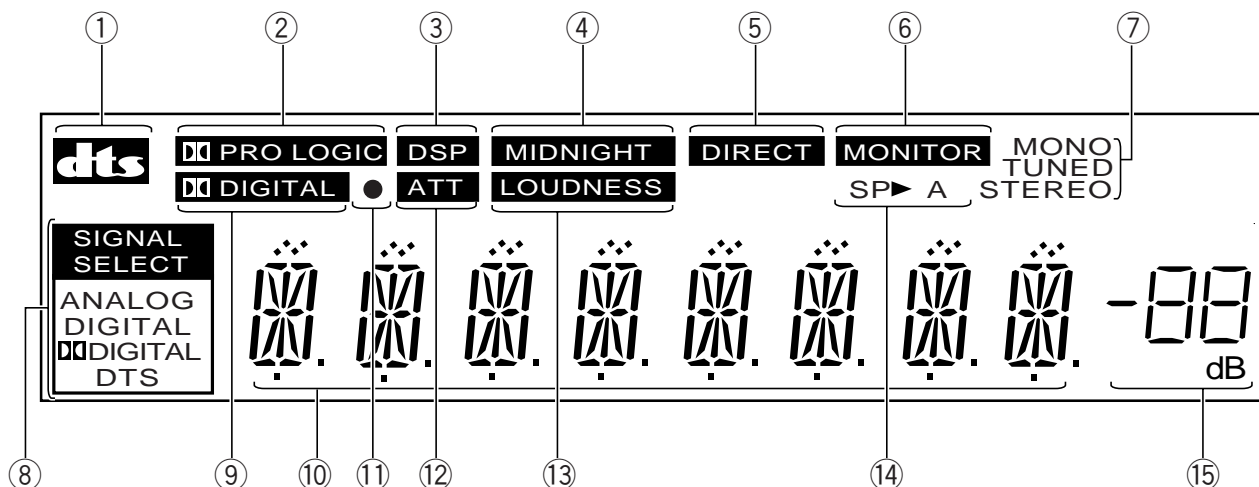 ① ② ③ ④ ⑤ ⑥ ⑦
dts PRO LOGIC DSP MIDNIGHT DIRECT MONITOR MONO
TUNED
DIGITAL ● ATT LOUDNESS SP► A STEREO
SIGNAL
SELECT
ANALOG
DIGITAL
DIGITAL
DTS
-88
dB
⑧ ⑨ ⑩ ⑪ ⑫ ⑬ ⑭ ⑮